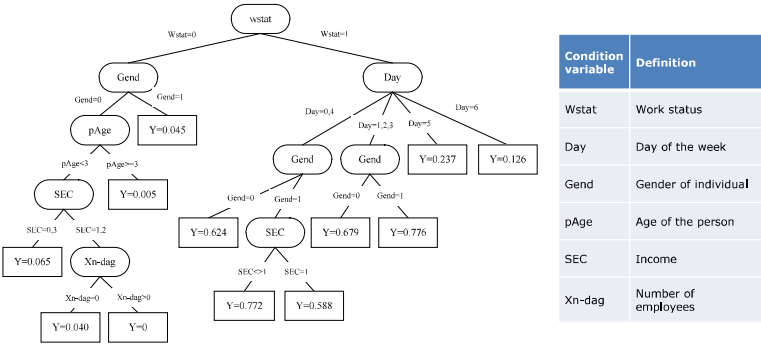 wstat
Wstat=0
Wstat=1
Gend
Day
Gend=0
Gend=1
Day=0,4
Day=1,2,3
Day=5
Day=6
pAge
Y=0.045
Gend
Gend
Y=0.237
Y=0.126
pAge<3
pAge>=3
SEC
Y=0.005
Gend=0
Gend=1
Gend=0
Gend=1
SEC=0,3
SEC=1,2
Y=0.624
SEC
Y=0.679
Y=0.776
Y=0.065
Xn-dag
SEC<>1
SEC=1
Xn-dag=0
Xn-dag>0
Y=0.772
Y=0.588
Y=0.040
Y=0
Condition variable
Definition
Wstat
Work status
Day
Day of the week
Gend
Gender of individual
pAge
Age of the person
SEC
Income
Xn-dag
Number of
employees